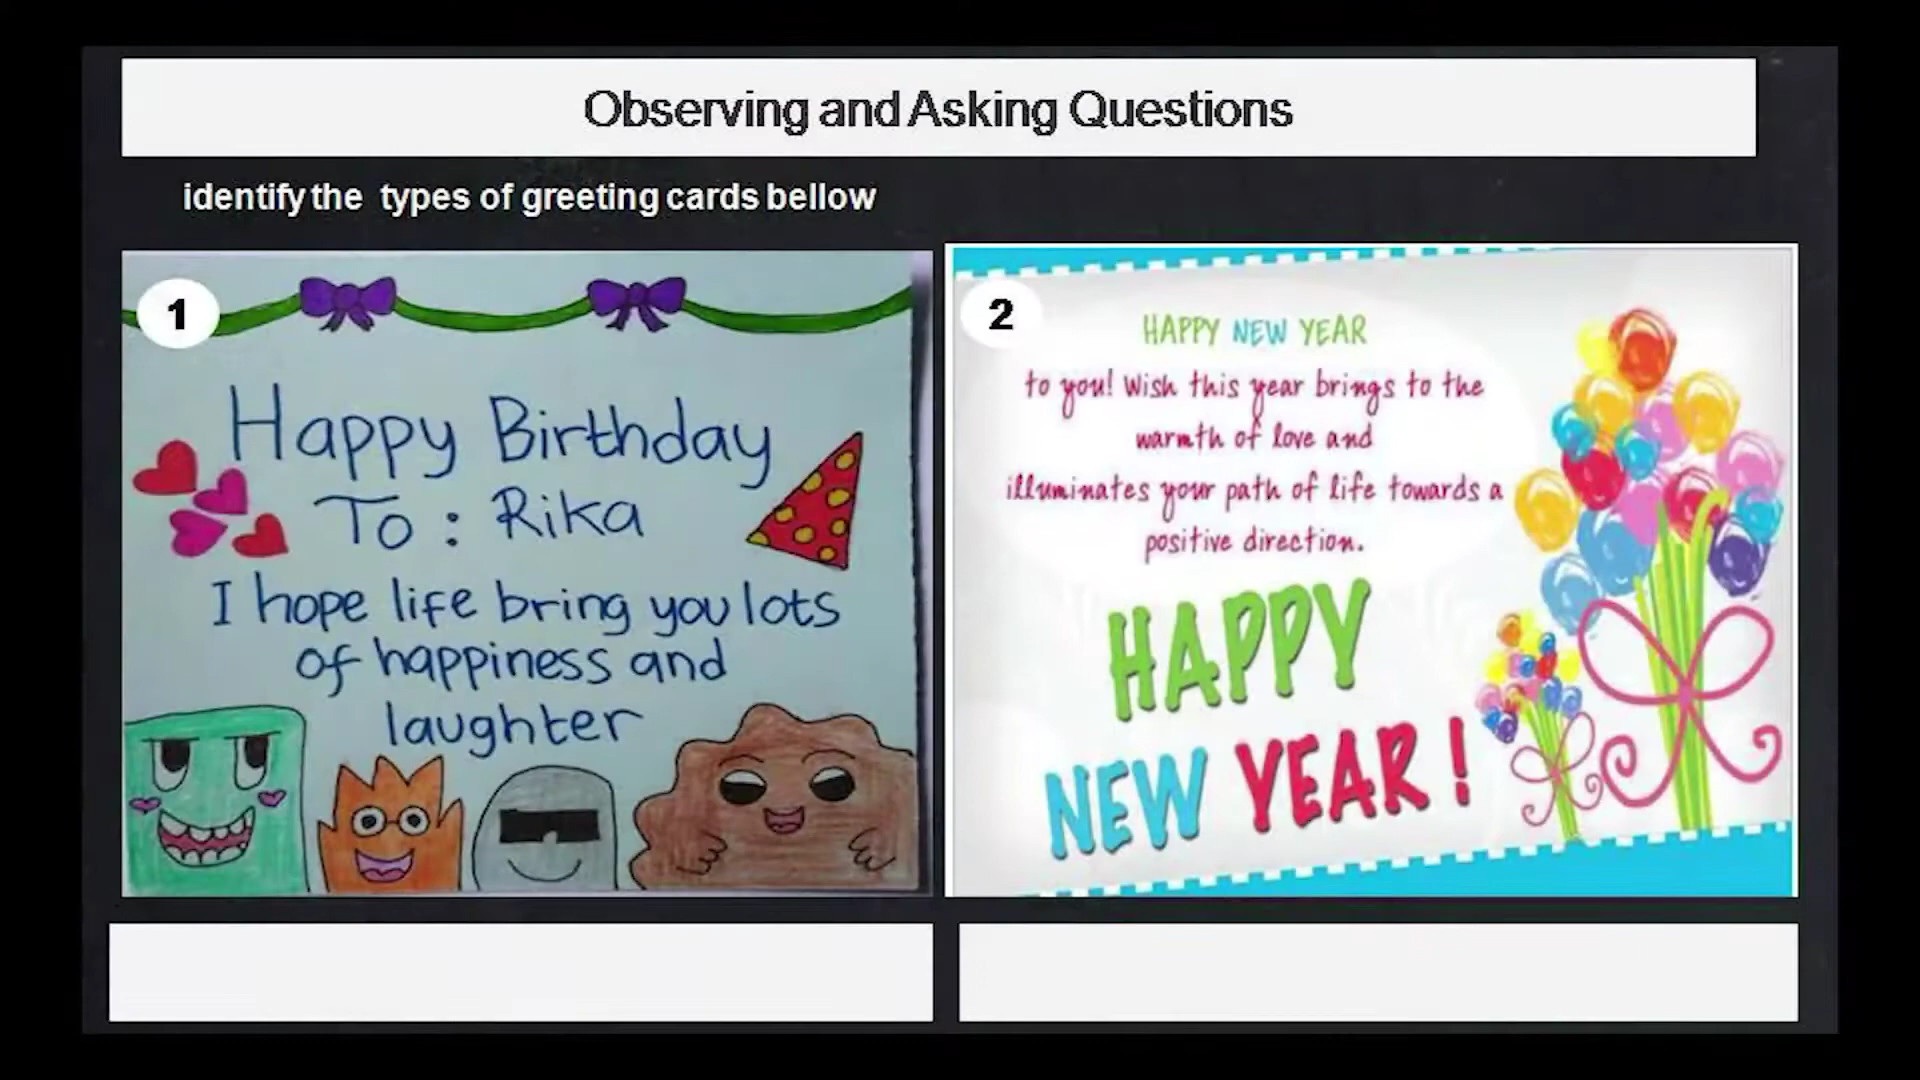 Observing and Asking Questions
identify the types of greeting cards bellow
1
Happy Birthday
To : Rika
I hope life bring you lots
of happiness and
laughter
2
HAPPY NEW YEAR
to you! Wish this year brings to the
warmth of love and
illuminates your path of life towards a
positive direction.
HAPPY
NEW YEAR !